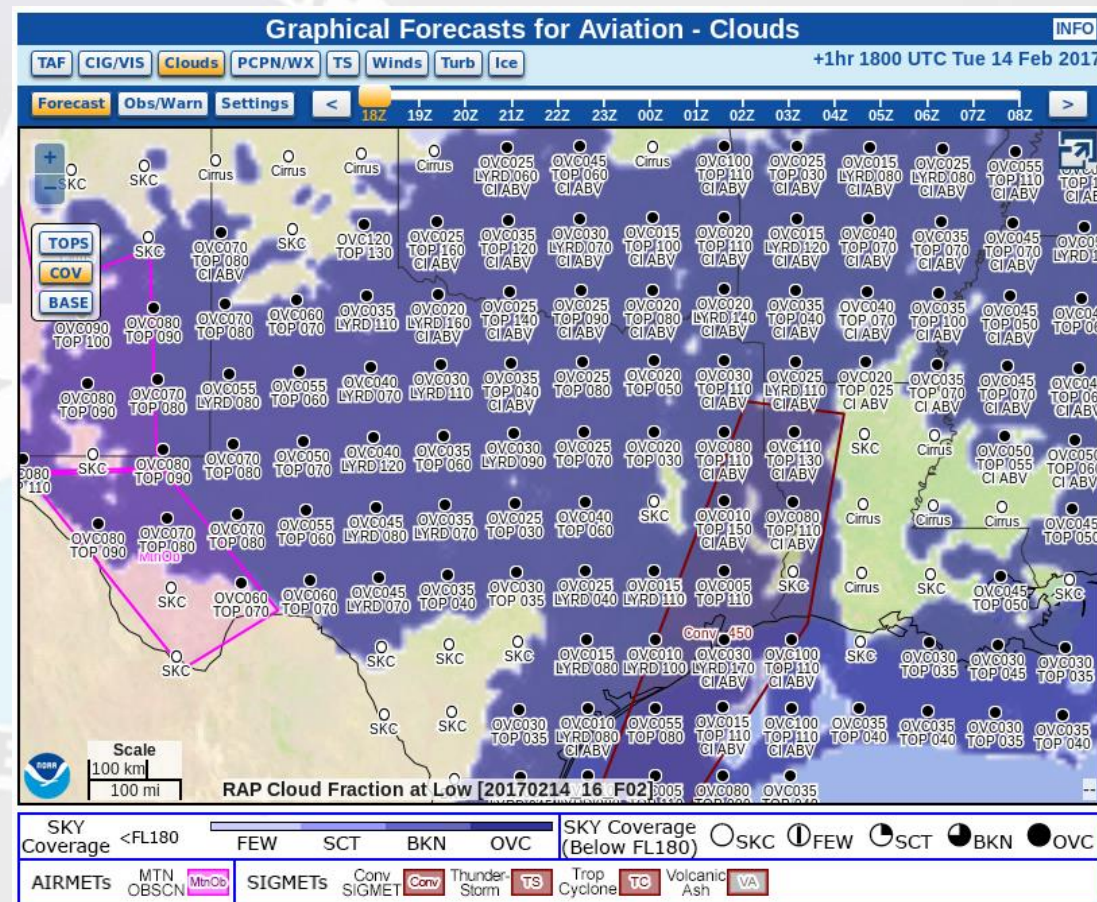 Graphical Forecasts for Aviation - Clouds
INFO
TAF CIG/VIS Clouds PCPN/WX TS Winds Turb Ice
+1hr 1800 UTC Tue 14 Feb 2017
Forecast Obs/Warn Settings < >
18Z 19Z 20Z 21Z 22Z 23Z 00Z 01Z 02Z 04Z 05Z 06Z 07Z 08Z
+
−
TOPS
COV
BASE
SKC SKC Cirrus Cirrus Cirrus Cirrus OVC025 OVC045 Cirrus OVC100 OVC025 OVC015 OVC025 OVC055
LYRD 060 TOP 060 TOP 110 TOP 030 LYRD 080 LYRD 080 TOP 110
CI ABV CI ABV CI ABV CI ABV CI ABV CI ABV CI ABV
SKC OVC070 SKC OVC120 OVC025 OVC035 OVC030 OVC015 OVC020 OVC015 OVC040 OVC035 OVC045
TOP 080 TOP 130 TOP 160 TOP 120 LYRD 070 TOP 100 TOP 110 LYRD 120 TOP 070 TOP 070 TOP 070
CI ABV CI ABV CI ABV CI ABV CI ABV CI ABV CI ABV CI ABV CI ABV
OVC090 OVC080 OVC070 OVC060 OVC035 OVC020 OVC025 OVC025 OVC020 OVC020 OVC035 OVC040 OVC035 OVC045
TOP 100 TOP 090 TOP 080 TOP 070 LYRD 110 LYRD 160 TOP 140 TOP 090 TOP 080 LYRD 140 TOP 040 TOP 070 TOP 100 TOP 050
CI ABV CI ABV CI ABV CI ABV CI ABV CI ABV CI ABV CI ABV CI ABV
OVC080 OVC070 OVC055 OVC055 OVC040 OVC030 OVC035 OVC025 OVC020 OVC030 OVC025 OVC020 OVC035 OVC045
TOP 090 TOP 080 LYRD 080 TOP 060 LYRD 070 LYRD 110 TOP 040 TOP 080 TOP 050 TOP 110 LYRD 110 TOP 025 TOP 070 TOP 070
CI ABV CI ABV CI ABV CI ABV CI ABV CI ABV
SKC OVC080 OVC070 OVC050 OVC040 OVC035 OVC030 OVC025 OVC020 OVC080 OVC110 SKC Cirrus OVC050
TOP 090 TOP 080 TOP 070 LYRD 120 TOP 060 LYRD 090 TOP 070 TOP 030 TOP 110 TOP 130 TOP 055
CI ABV CI ABV CI ABV
OVC080 OVC070 OVC070 OVC055 OVC045 OVC035 OVC025 OVC040 SKC OVC010 OVC080 Cirrus Cirrus Cirrus OVC045
TOP 090 TOP 080 TOP 080 TOP 060 LYRD 080 LYRD 070 TOP 030 TOP 060 TOP 150 TOP 110 TOP 050
CI ABV CI ABV
MtnOb
SKC OVC060 OVC060 OVC045 OVC035 OVC030 OVC025 OVC015 OVC005 SKC Cirrus SKC OVC045 SKC
TOP 070 TOP 070 LYRD 070 TOP 040 TOP 035 LYRD 040 LYRD 110 TOP 110 TOP 050
SKC SKC SKC SKC OVC015 OVC010 OVC030 OVC100 SKC OVC030 OVC030 OVC030
LYRD 080 LYRD 100 LYRD 170 TOP 110 TOP 035 TOP 045 TOP 035
CI ABV CI ABV
SKC SKC OVC030 OVC010 OVC055 OVC015 OVC100 OVC035 OVC035 OVC030 OVC035
TOP 035 LYRD 080 TOP 080 TOP 110 TOP 110 TOP 040 TOP 040 TOP 035 TOP 040
CI ABV CI ABV CI ABV
OVC080 OVC035
NOAA
Scale
100 km
100 mi
RAP Cloud Fraction at Low [20170214_16_F02]
--
SKY Coverage <FL180 FEW SCT BKN OVC
SKY Coverage (Below FL180) SKC FEW SCT BKN OVC
AIRMETs MTN OBSCN MtnOb SIGMETs Conv SIGMET Conv Thunder-Storm TS Trop Cyclone TC Volcanic Ash VA